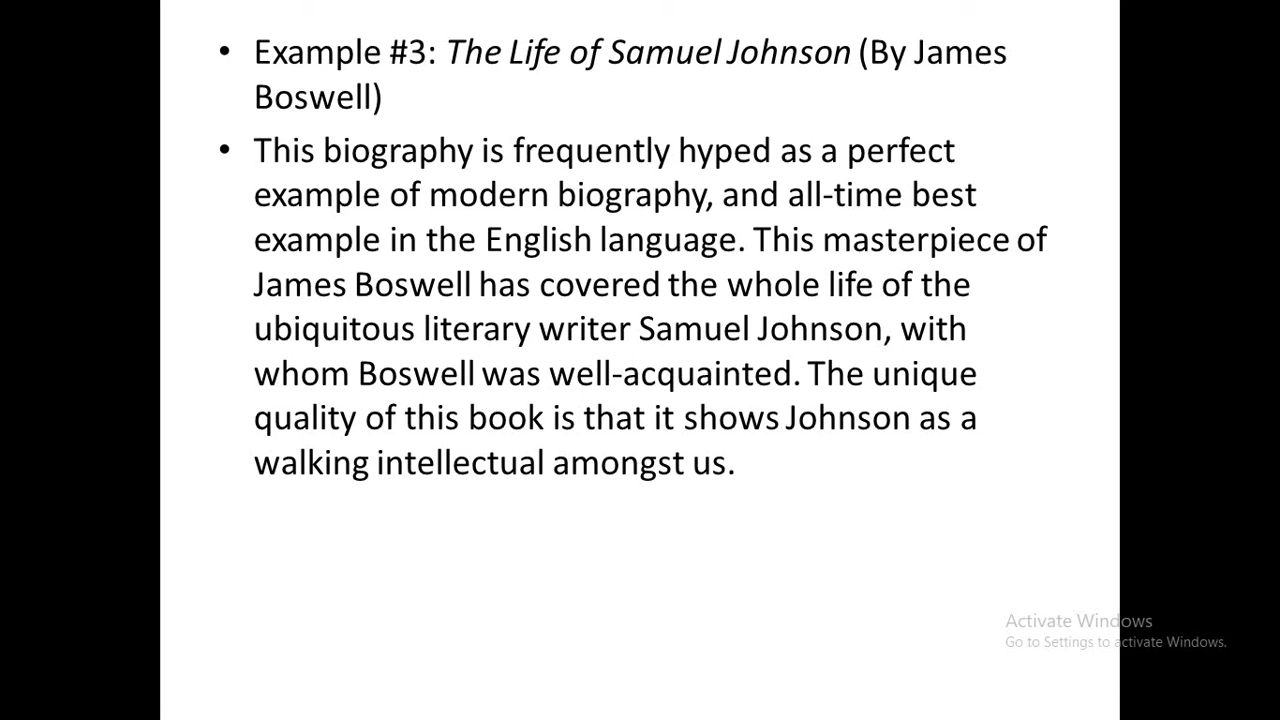 • Example #3: The Life of Samuel Johnson (By James
Boswell)
• This biography is frequently hyped as a perfect
example of modern biography, and all-time best
example in the English language. This masterpiece of
James Boswell has covered the whole life of the
ubiquitous literary writer Samuel Johnson, with
whom Boswell was well-acquainted. The unique
quality of this book is that it shows Johnson as a
walking intellectual amongst us.
Activate Windows
Go to Settings to activate Windows.